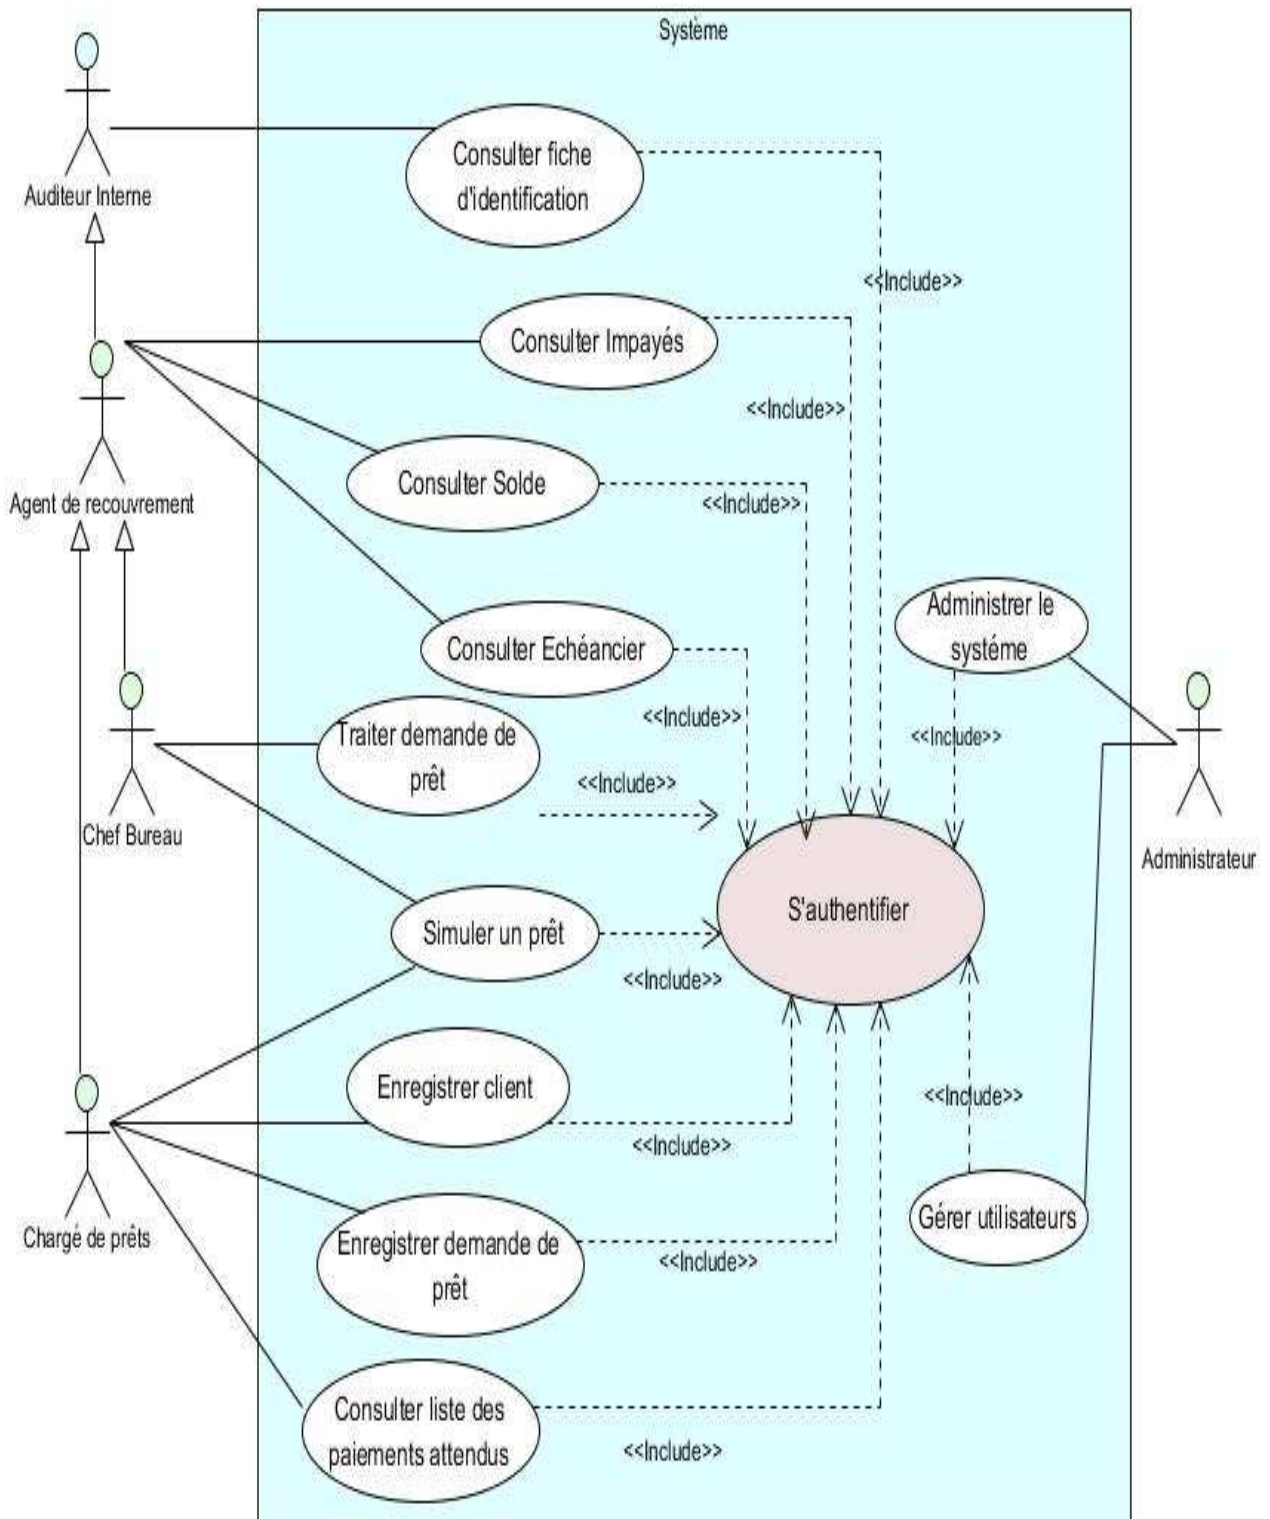 Système
Auditeur Interne
Consulter fiche
d'identification
<<Include>>
Consulter Impayés
<<Include>>
Agent de recouvrement
Consulter Solde
<<Include>>
Consulter Echéancier
<<Include>>
Administrer le
systéme
<<Include>>
Chef Bureau
Traiter demande de
prêt
<<Include>>
Administrateur
S'authentifier
Simuler un prêt
<<Include>>
Enregistrer client
<<Include>>
<<Include>>
Gérer utilisateurs
Chargé de prêts
Enregistrer demande de
prêt
<<Include>>
Consulter liste des
paiements attendus
<<Include>>